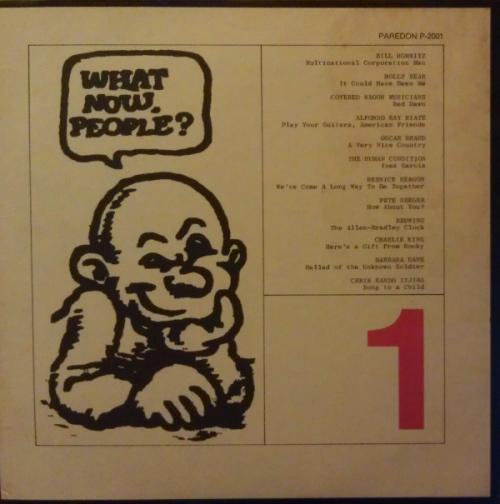 PAREDON P-2001
WHAT
NOW,
PEOPLE?
BILL HORWITZ
Multinational Corporation Man
HOLLY NEAR
It Could Have Been Me
COVERED WAGON MUSICIANS
Bad Dawn
ALFONSO RAY RIATE
Play Your Guitars, American Friends
OSCAR BRAND
A Very Nice Country
THE HUMAN CONDITION
Inez Garcia
BERNICE REAGON
We've Come A Long Way To Be Together
PETE SEEGER
How About You?
REDWING
The Allen-Bradley Clock
CHARLIE KING
Here's a Gift from Rocky
BARBARA DANE
Ballad of the Unknown Soldier
CHRIS KANDO IIJIMA
Song to a Child
1